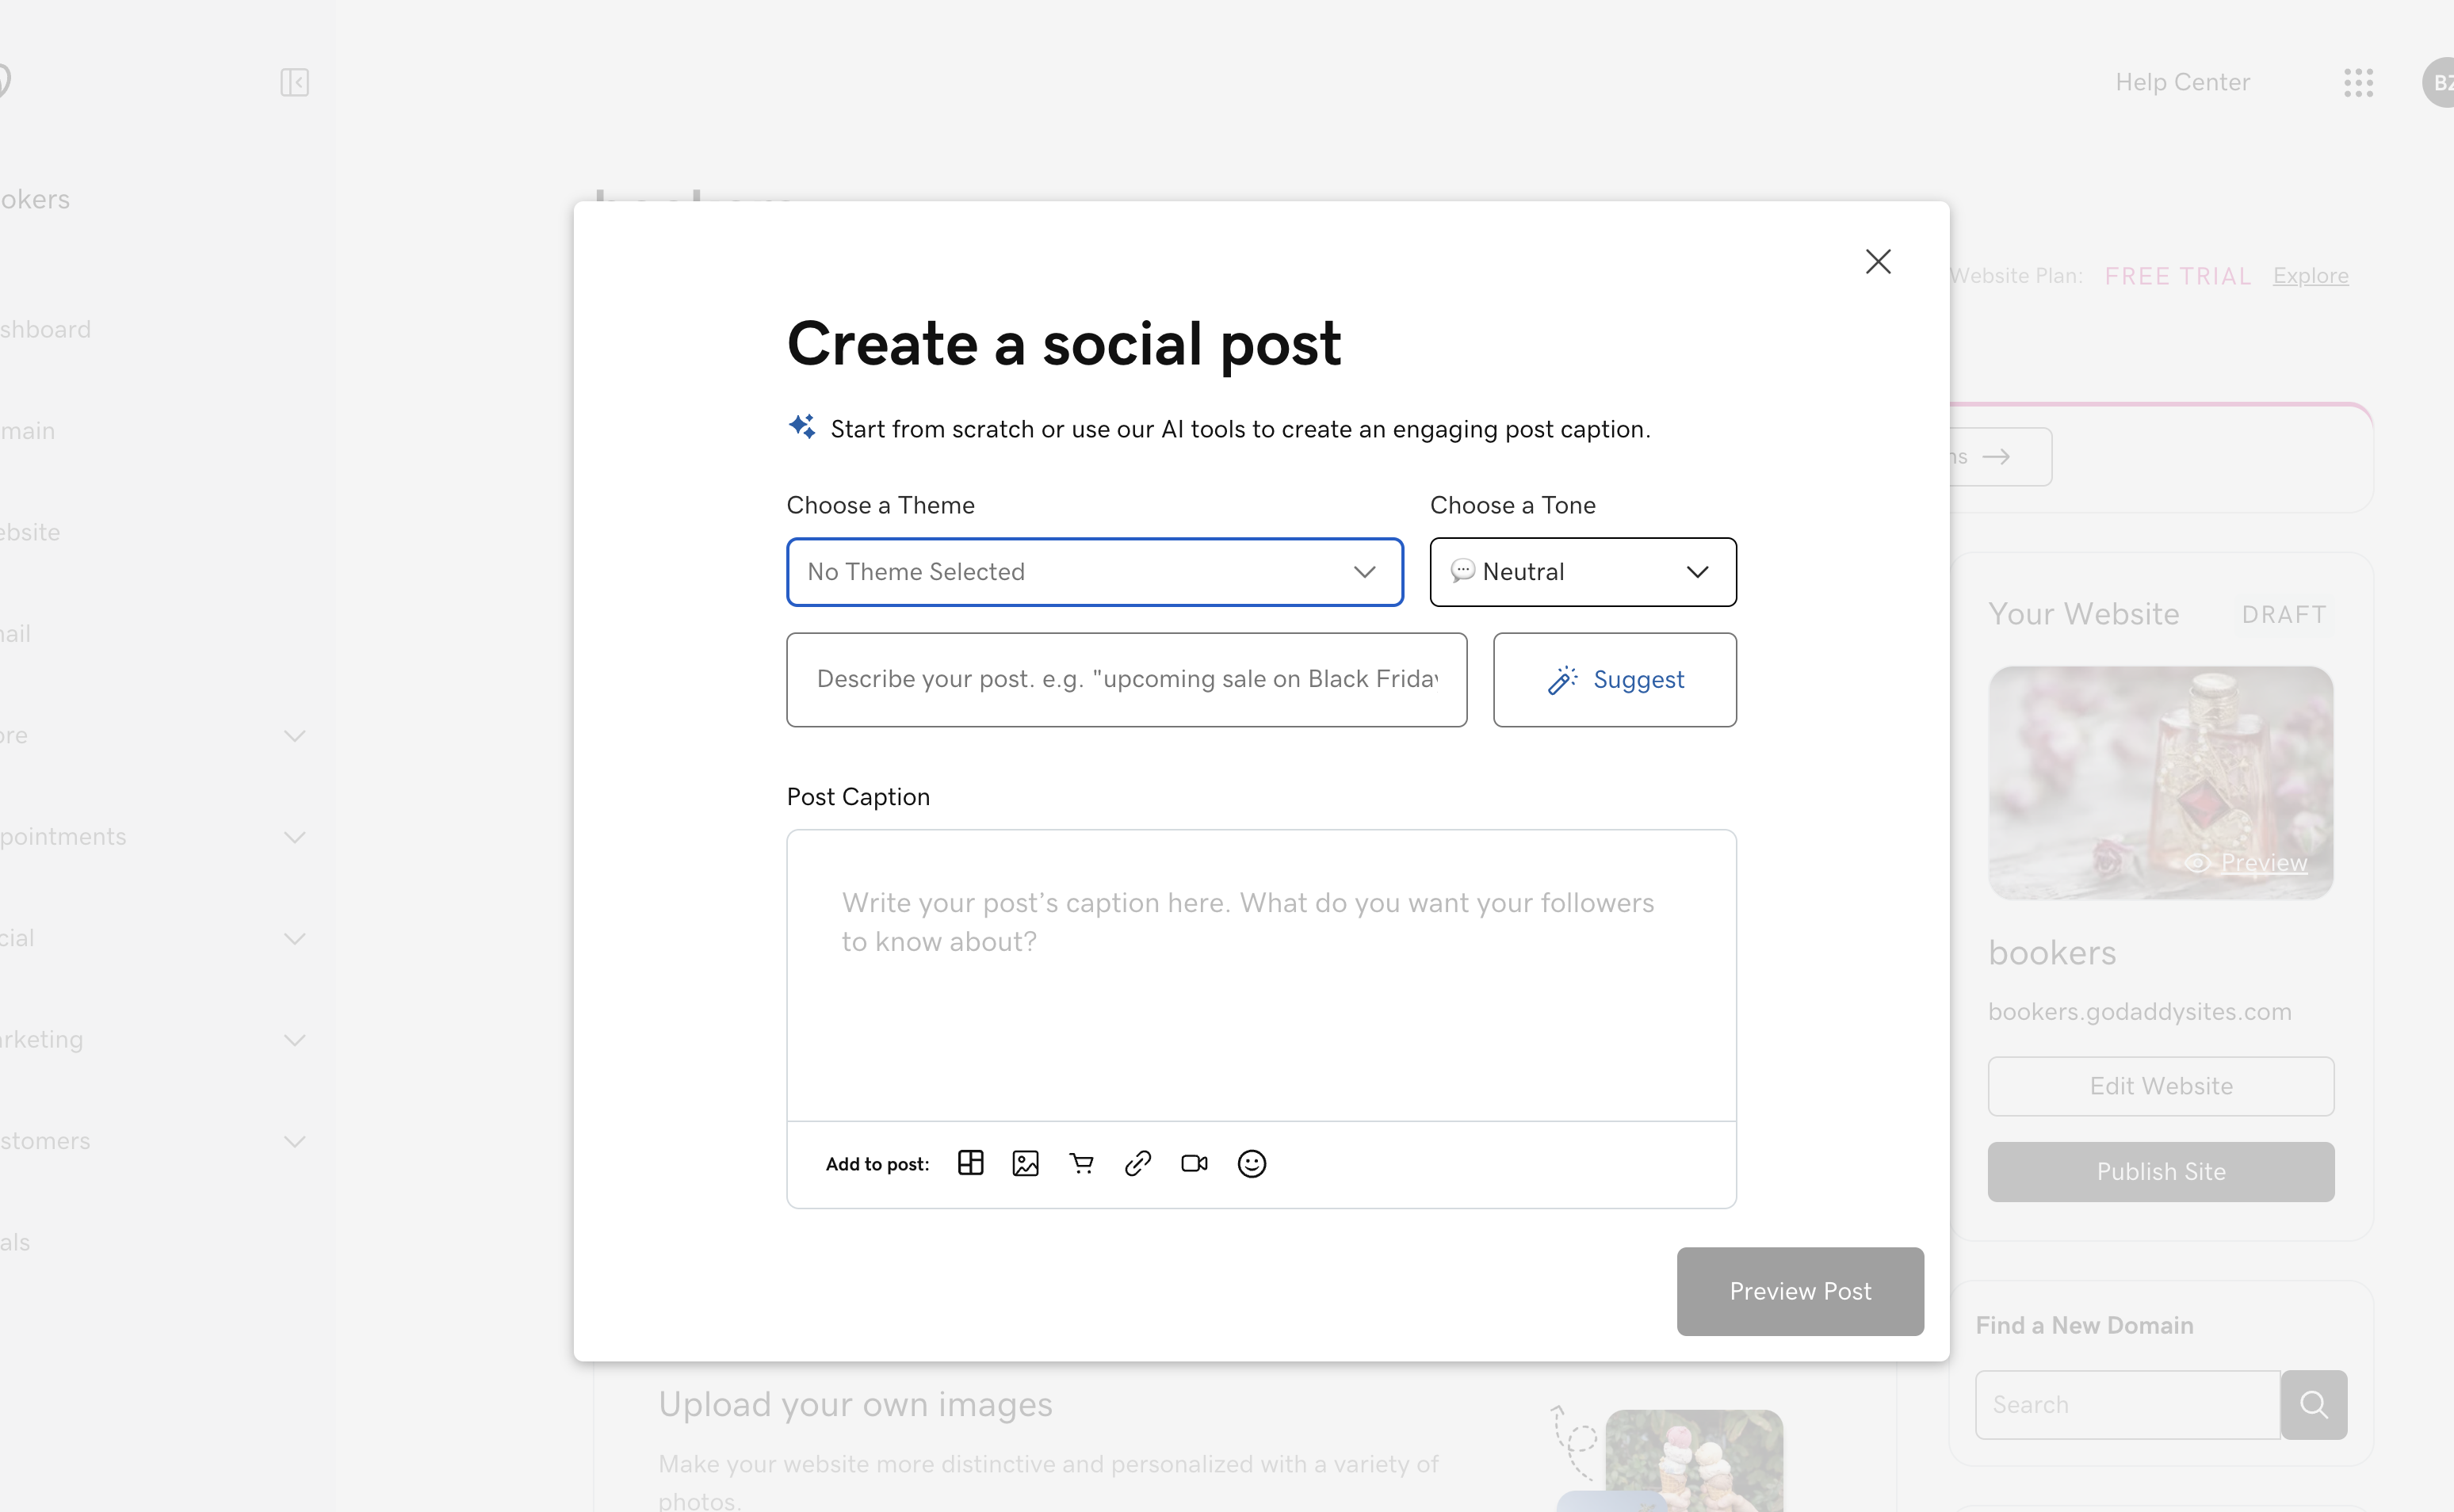 Help Center
BZ
okers
Website Plan: FREE TRIAL Explore
shboard
main
ebsite
ail
ore
pointments
cial
rketing
stomers
als
Create a social post
Start from scratch or use our AI tools to create an engaging post caption.
Choose a Theme
Choose a Tone
No Theme Selected
Neutral
Describe your post. e.g. "upcoming sale on Black Friday
Suggest
Post Caption
Write your post’s caption here. What do you want your followers
to know about?
Add to post:
Preview Post
ns
Your Website
DRAFT
Preview
bookers
bookers.godaddysites.com
Edit Website
Publish Site
Find a New Domain
Search
Upload your own images
Make your website more distinctive and personalized with a variety of
photos.